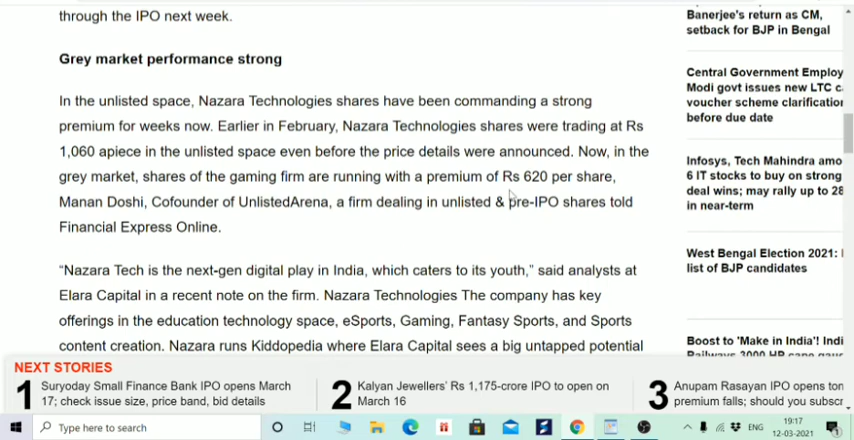 through the IPO next week.
Grey market performance strong
In the unlisted space, Nazara Technologies shares have been commanding a strong
premium for weeks now. Earlier in February, Nazara Technologies shares were trading at Rs
1,060 apiece in the unlisted space even before the price details were announced. Now, in the
grey market, shares of the gaming firm are running with a premium of Rs 620 per share,
Manan Doshi, Cofounder of UnlistedArena, a firm dealing in unlisted & pre-IPO shares told
Financial Express Online.
“Nazara Tech is the next-gen digital play in India, which caters to its youth,” said analysts at
Elara Capital in a recent note on the firm. Nazara Technologies The company has key
offerings in the education technology space, eSports, Gaming, Fantasy Sports, and Sports
content creation. Nazara runs Kiddopedia where Elara Capital sees a big untapped potential
Banerjee's return as CM,
setback for BJP in Bengal
Central Government Employ
Modi govt issues new LTC c
voucher scheme clarification
before due date
Infosys, Tech Mahindra amo
6 IT stocks to buy on strong
deal wins; may rally up to 28
in near-term
West Bengal Election 2021:
list of BJP candidates
Boost to 'Make in India'! Indi
Railways 3000 HP cape
NEXT STORIES
1 Suryoday Small Finance Bank IPO opens March
17; check issue size, price band, bid details
2 Kalyan Jewellers' Rs 1,175-crore IPO to open on
March 16
3 Anupam Rasayan IPO opens tom
premium falls; should you subscr
Type here to search
ENG
19:17
12-03-2021